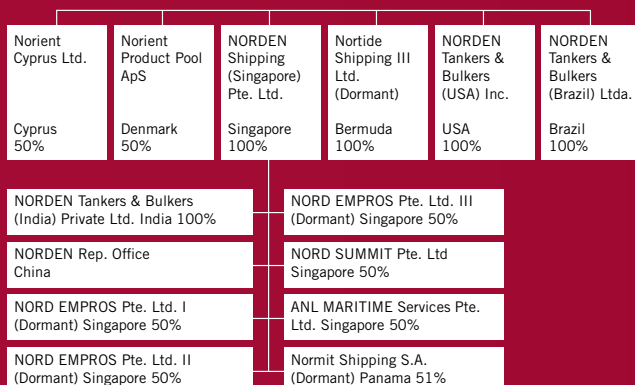 Norient
Cyprus Ltd.
Cyprus
50%
Norient
Product Pool
ApS
Denmark
50%
NORDEN
Shipping
(Singapore)
Pte. Ltd.
Singapore
100%
Nortide
Shipping III
Ltd.
(Dormant)
Bermuda
100%
NORDEN
Tankers &
Bulkers
(USA) Inc.
USA
100%
NORDEN
Tankers &
Bulkers
(Brazil) Ltda.
Brazil
100%
NORDEN Tankers & Bulkers
(India) Private Ltd. India 100%
NORD EMPROS Pte. Ltd. III
(Dormant) Singapore 50%
NORDEN Rep. Office
China
NORD SUMMIT Pte. Ltd
Singapore 50%
NORD EMPROS Pte. Ltd. I
(Dormant) Singapore 50%
ANL MARITIME Services Pte.
Ltd. Singapore 50%
NORD EMPROS Pte. Ltd. II
(Dormant) Singapore 50%
Normit Shipping S.A.
(Dormant) Panama 51%